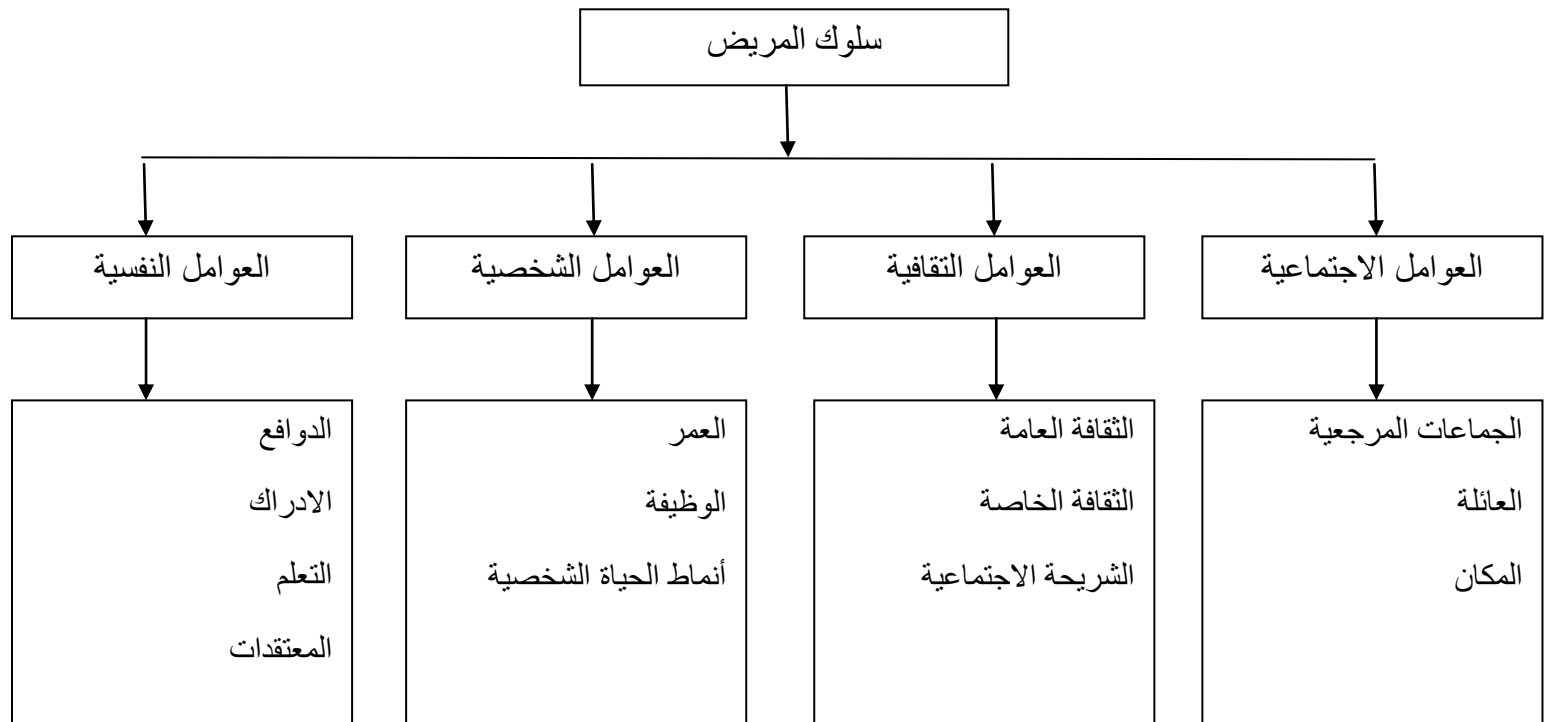 سلوك المريض
العوامل الاجتماعية
العوامل التقافية
العوامل الشخصية
العوامل النفسية
الجماعات المرجعية
العائلة
المكان
الثقافة العامة
الثقافة الخاصة
الشريحة الاجتماعية
العمر
الوظيفة
أنماط الحياة الشخصية
الدوافع
الادراك
التعلم
المعتقدات